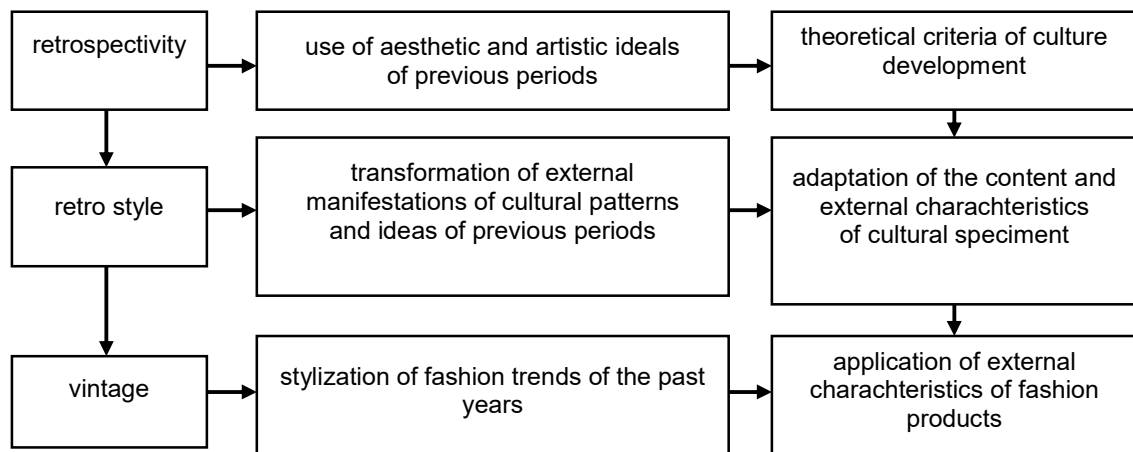 retrospectivity
use of aesthetic and artistic ideals
of previous periods
theoretical criteria of culture
development
retro style
transformation of external
manifestations of cultural patterns
and ideas of previous periods
adaptation of the content and
external charachteristics
of cultural speciment
vintage
stylization of fashion trends of the past
years
application of external
charachteristics of fashion
products